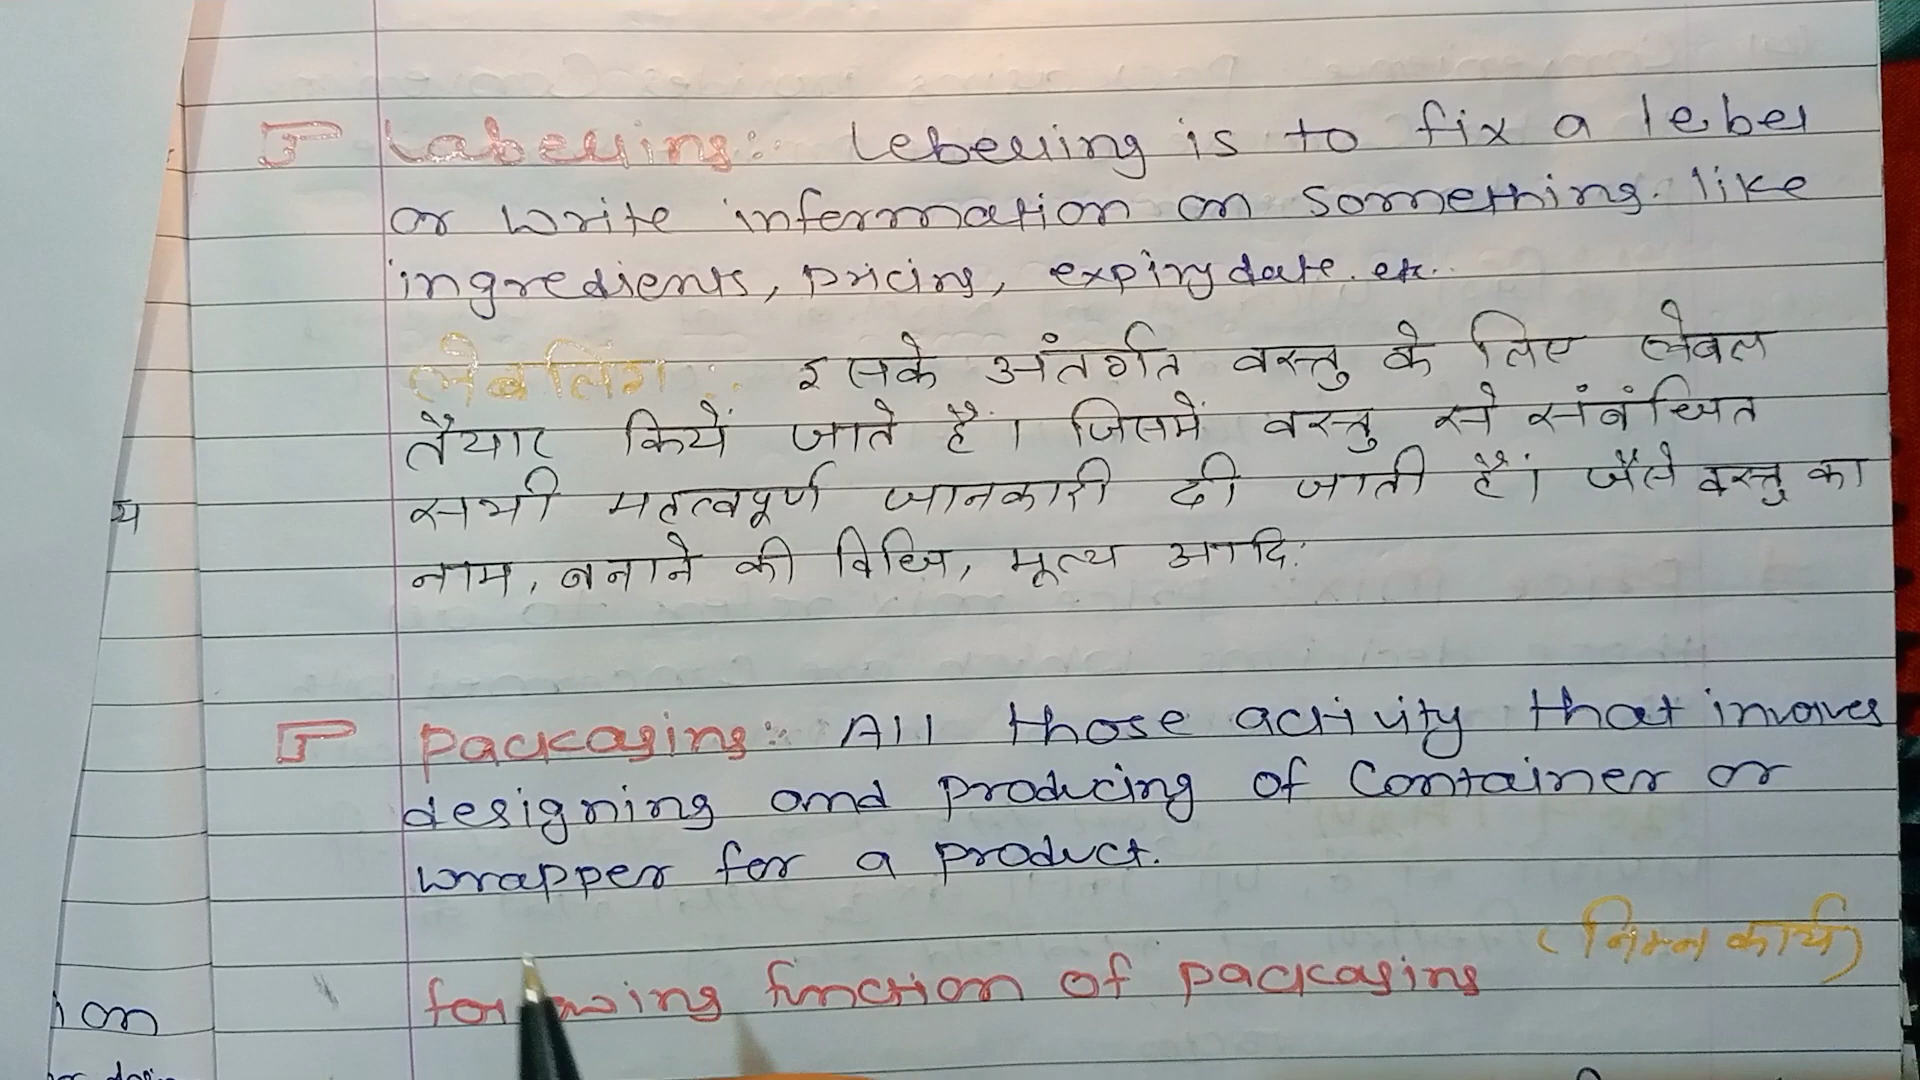 Labelling:- lebelling is to fix a lebel
or write information on something. like
ingredients, pricing, expiry date. etc.
लेबलिंग :- इसके अंतर्गत वस्तु के लिए लेबल
तैयार किये जाते है। जिसमें वस्तु से संबंधित
सभी महत्वपूर्ण जानकारी दी जाती है। जैसे वस्तु का
नाम, बनाने की विधि, मूल्य आदि.
य
Packaging:- All those activity that involves
designing and producing of container or
wrapper for a product.
(निम्न कार्य)
function of packaging
ion